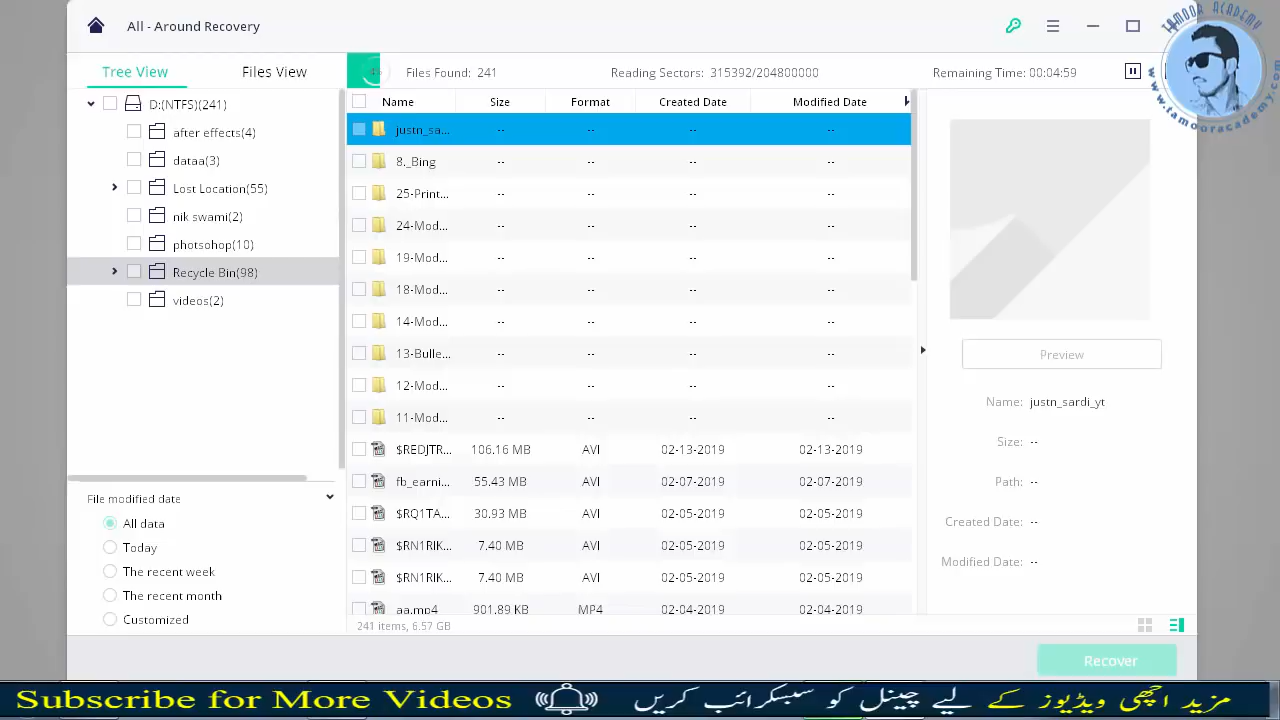 All - Around Recovery
TAMOOR ACADEMY
www.tamooracademy.com
Tree View
Files View
Files Found: 241
Reading Sectors: 315392/2048000
Remaining Time: 00:04:59
D:(NTFS)(241)
after effects(4)
dataa(3)
Lost Location(55)
nik swami(2)
photsohop(10)
Recycle Bin(98)
videos(2)
File modified date
All data
Today
The recent week
The recent month
Customized
Name Size Format Created Date Modified Date
justn_sa... -- -- -- --
8._Bing -- -- -- --
25-Print... -- -- -- --
24-Mod... -- -- -- --
19-Mod... -- -- -- --
18-Mod... -- -- -- --
14-Mod... -- -- -- --
13-Bulle... -- -- -- --
12-Mod... -- -- -- --
11-Mod... -- -- -- --
$REDJTR... 106.16 MB AVI 02-13-2019 02-13-2019
fb_earni... 55.43 MB AVI 02-07-2019 02-07-2019
$RQ1TA... 30.93 MB AVI 02-05-2019 02-05-2019
$RN1RIK... 7.40 MB AVI 02-05-2019 02-05-2019
$RN1RIK... 7.40 MB AVI 02-05-2019 02-05-2019
aa.mp4 901.89 KB MP4 02-04-2019 02-04-2019
241 items, 6.57 GB
Preview
Name: justn_sardi_yt
Size: --
Path: --
Created Date: --
Modified Date: --
Recover
Subscribe for More Videos
مزید اچھی ویڈیوز کے لیے چینل کو سبسکرائب کریں